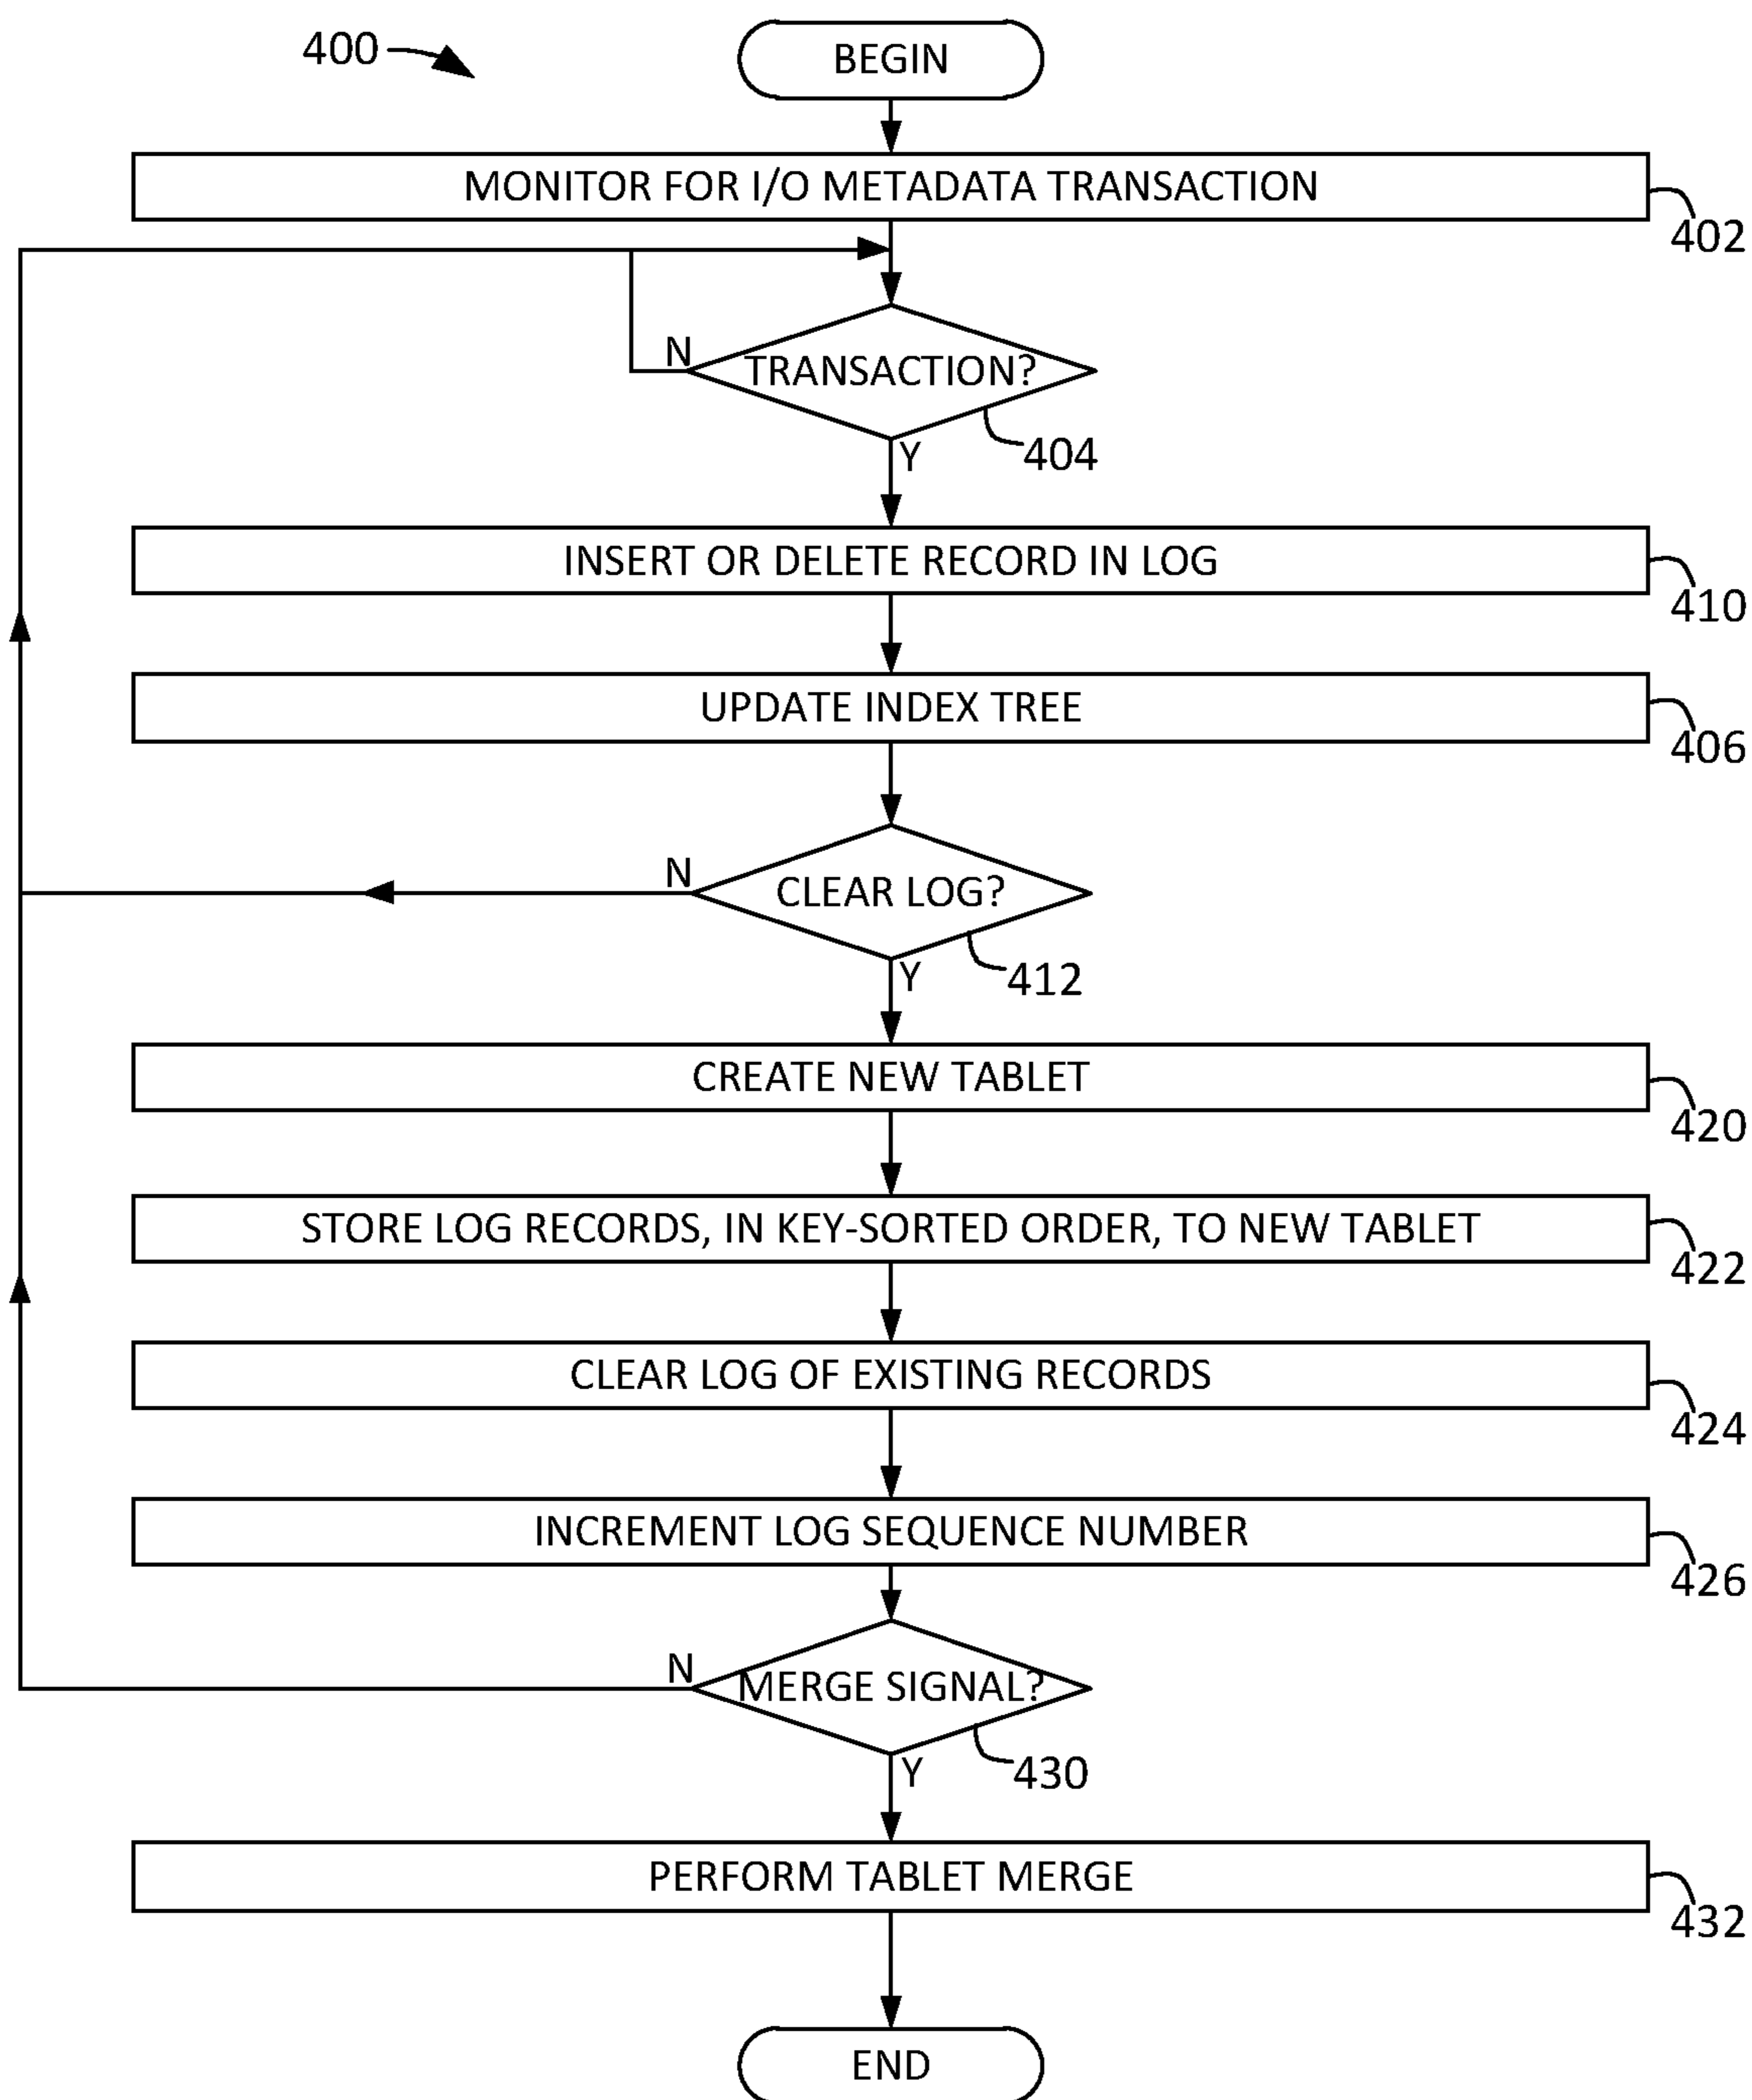 400
BEGIN
MONITOR FOR I/O METADATA TRANSACTION
402
N
TRANSACTION?
Y
404
INSERT OR DELETE RECORD IN LOG
410
UPDATE INDEX TREE
406
N
CLEAR LOG?
Y
412
CREATE NEW TABLET
420
STORE LOG RECORDS, IN KEY-SORTED ORDER, TO NEW TABLET
422
CLEAR LOG OF EXISTING RECORDS
424
INCREMENT LOG SEQUENCE NUMBER
426
N
MERGE SIGNAL?
Y
430
PERFORM TABLET MERGE
432
END